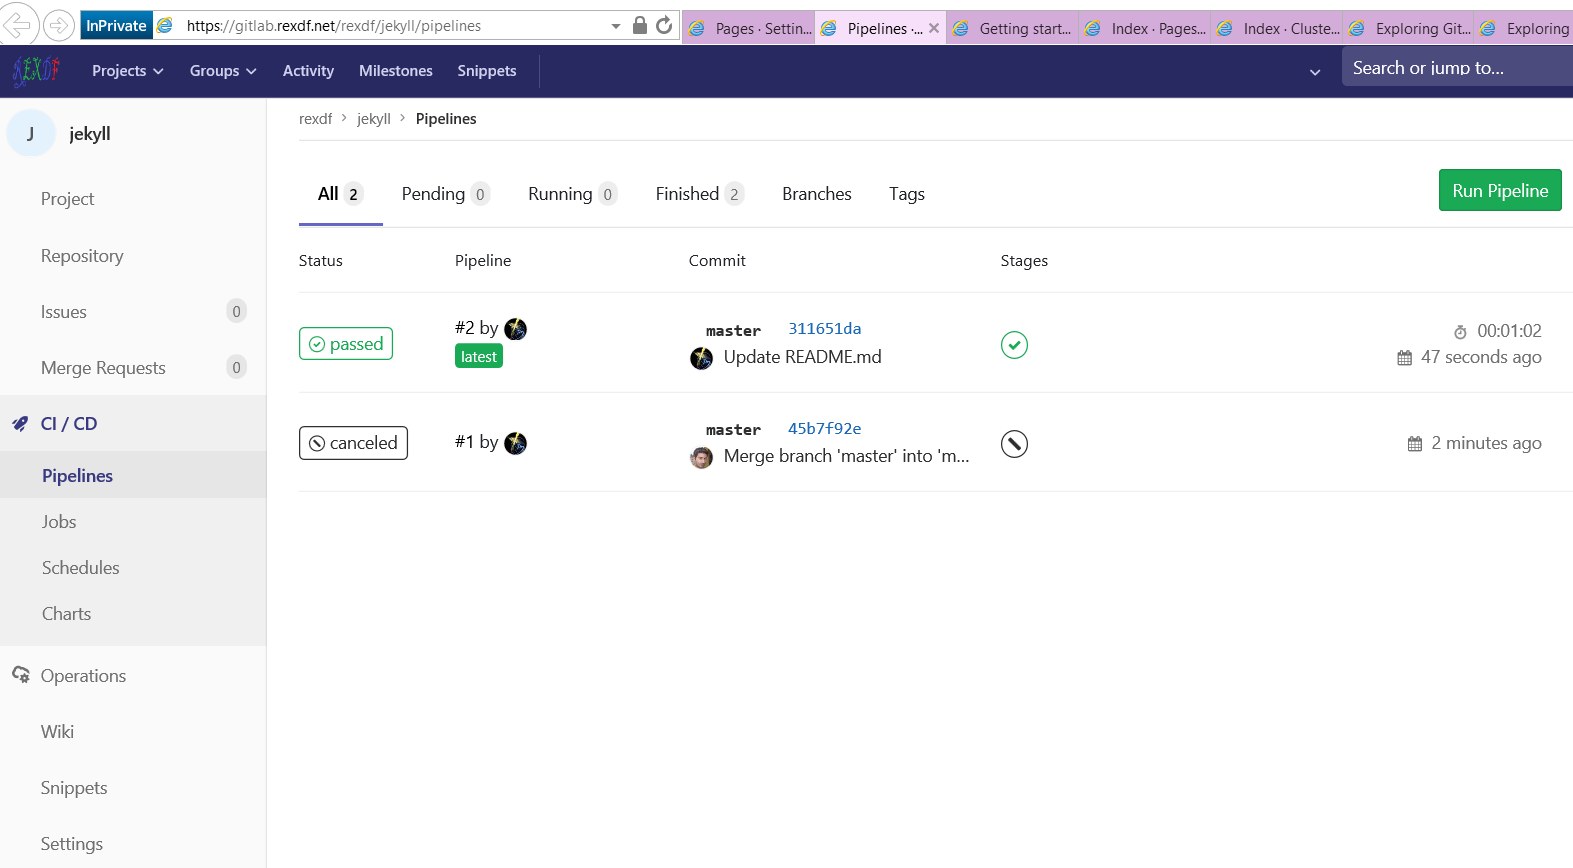 InPrivate https://gitlab.rexdf.net/rexdf/jekyll/pipelines Pages · Settin... Pipelines ·... Getting start... Index · Pages... Index · Cluste... Exploring Git... Exploring
REXDF Projects Groups Activity Milestones Snippets Search or jump to...
J jekyll
Project
Repository
Issues 0
Merge Requests 0
CI / CD
Pipelines
Jobs
Schedules
Charts
Operations
Wiki
Snippets
Settings
rexdf > jekyll > Pipelines
All 2 Pending 0 Running 0 Finished 2 Branches Tags Run Pipeline
Status Pipeline Commit Stages
passed #2 by master 311651da 00:01:02
latest Update README.md 47 seconds ago
canceled #1 by master 45b7f92e 2 minutes ago
Merge branch 'master' into 'm...